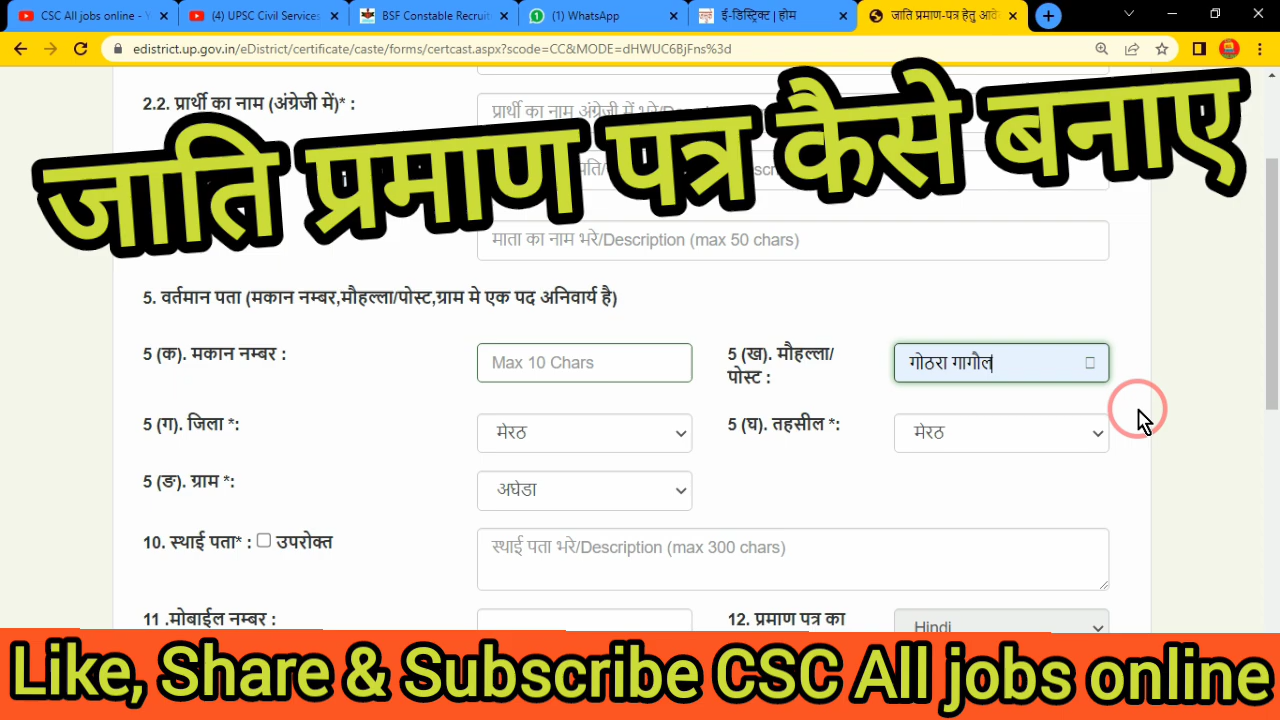 CSC All jobs online - Y
(4) UPSC Civil Services
BSF Constable Recruit
(1) WhatsApp
ई-डिस्ट्रिक्ट | होम
जाति प्रमाण-पत्र हेतु आवे
edistrict.up.gov.in/eDistrict/certificate/caste/forms/certcast.aspx?scode=CC&MODE=dHWUC6BjFns%3d
2.2. प्रार्थी का नाम (अंग्रेजी में)* :
प्रार्थी का नाम अंग्रेजी में भरे/
जाति प्रमाण पत्र कैसे बनाए
माता का नाम भरे/Description (max 50 chars)
5. वर्तमान पता (मकान नम्बर,मौहल्ला/पोस्ट,ग्राम मे एक पद अनिवार्य है)
5 (क). मकान नम्बर : Max 10 Chars 5 (ख). मौहल्ला/ गोठरा गागौल
पोस्ट :
5 (ग). जिला *: मेरठ 5 (घ). तहसील *: मेरठ
5 (ङ). ग्राम *: अघेडा
10. स्थाई पता* : उपरोक्त स्थाई पता भरे/Description (max 300 chars)
11 .मोबाईल नम्बर : 12. प्रमाण पत्र का Hindi
Like, Share & Subscribe CSC All jobs online